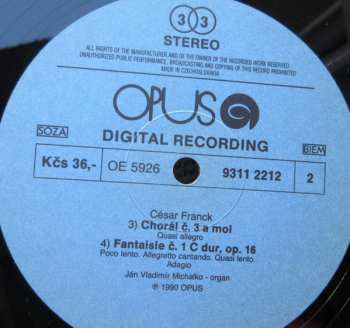 33
STEREO
ALL RIGHTS OF THE MANUFACTURER AND OF THE OWNER OF THE RECORDED WORK RESERVED.
UNAUTHORIZED PUBLIC PERFORMANCE, BROADCASTING AND COPYING OF THIS RECORD PROHIBITED
MADE IN CZECHOSLOVAKIA
OPUS
SOZA
DIGITAL RECORDING
BIEM
Kčs 36,- OE 5926 9311 2212 2
César Franck
3) Chorál č. 3 a mol
Quasi allegro
4) Fantaisie č. 1 C dur, op. 16
Poco lento. Allegretto cantando. Quasi lento.
Adagio
Ján Vladimír Michalko - organ
℗ 1990 OPUS